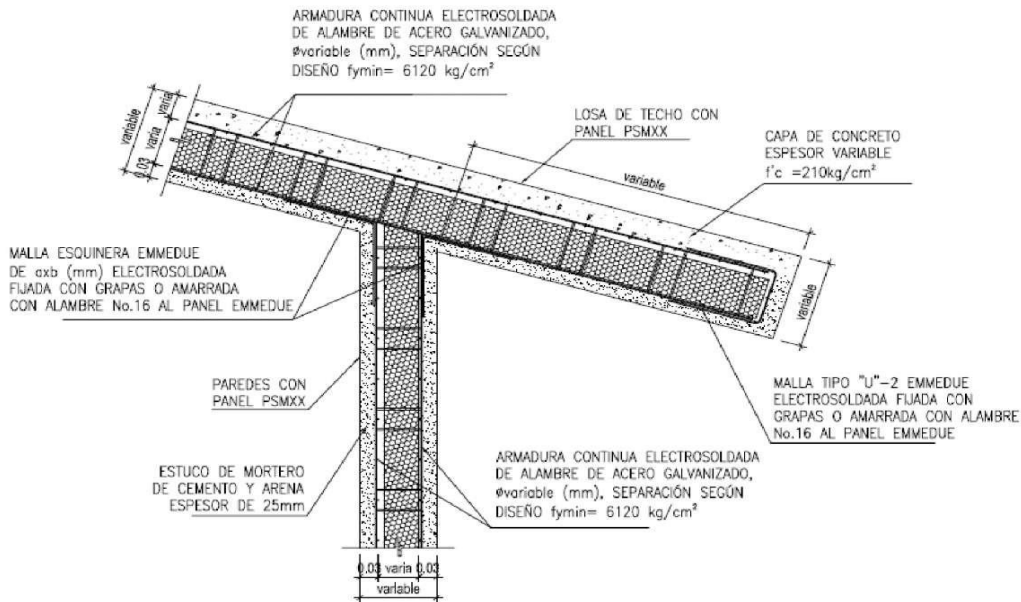 ARMADURA CONTINUA ELECTROSOLDADA
DE ALAMBRE DE ACERO GALVANIZADO,
øvariable (mm), SEPARACIÓN SEGÚN
DISEÑO fymin= 6120 kg/cm²
LOSA DE TECHO CON
PANEL PSMXX
CAPA DE CONCRETO
ESPESOR VARIABLE
f'c =210kg/cm²
variable
varia
varia
0.03
variable
variable
MALLA ESQUINERA EMMEDUE
DE axb (mm) ELECTROSOLDADA
FIJADA CON GRAPAS O AMARRADA
CON ALAMBRE No.16 AL PANEL EMMEDUE
PAREDES CON
PANEL PSMXX
MALLA TIPO "U"-2 EMMEDUE
ELECTROSOLDADA FIJADA CON
GRAPAS O AMARRADA CON ALAMBRE
No.16 AL PANEL EMMEDUE
ESTUCO DE MORTERO
DE CEMENTO Y ARENA
ESPESOR DE 25mm
ARMADURA CONTINUA ELECTROSOLDADA
DE ALAMBRE DE ACERO GALVANIZADO,
øvariable (mm), SEPARACIÓN SEGÚN
DISEÑO fymin= 6120 kg/cm²
0.03 varia 0.03
variable